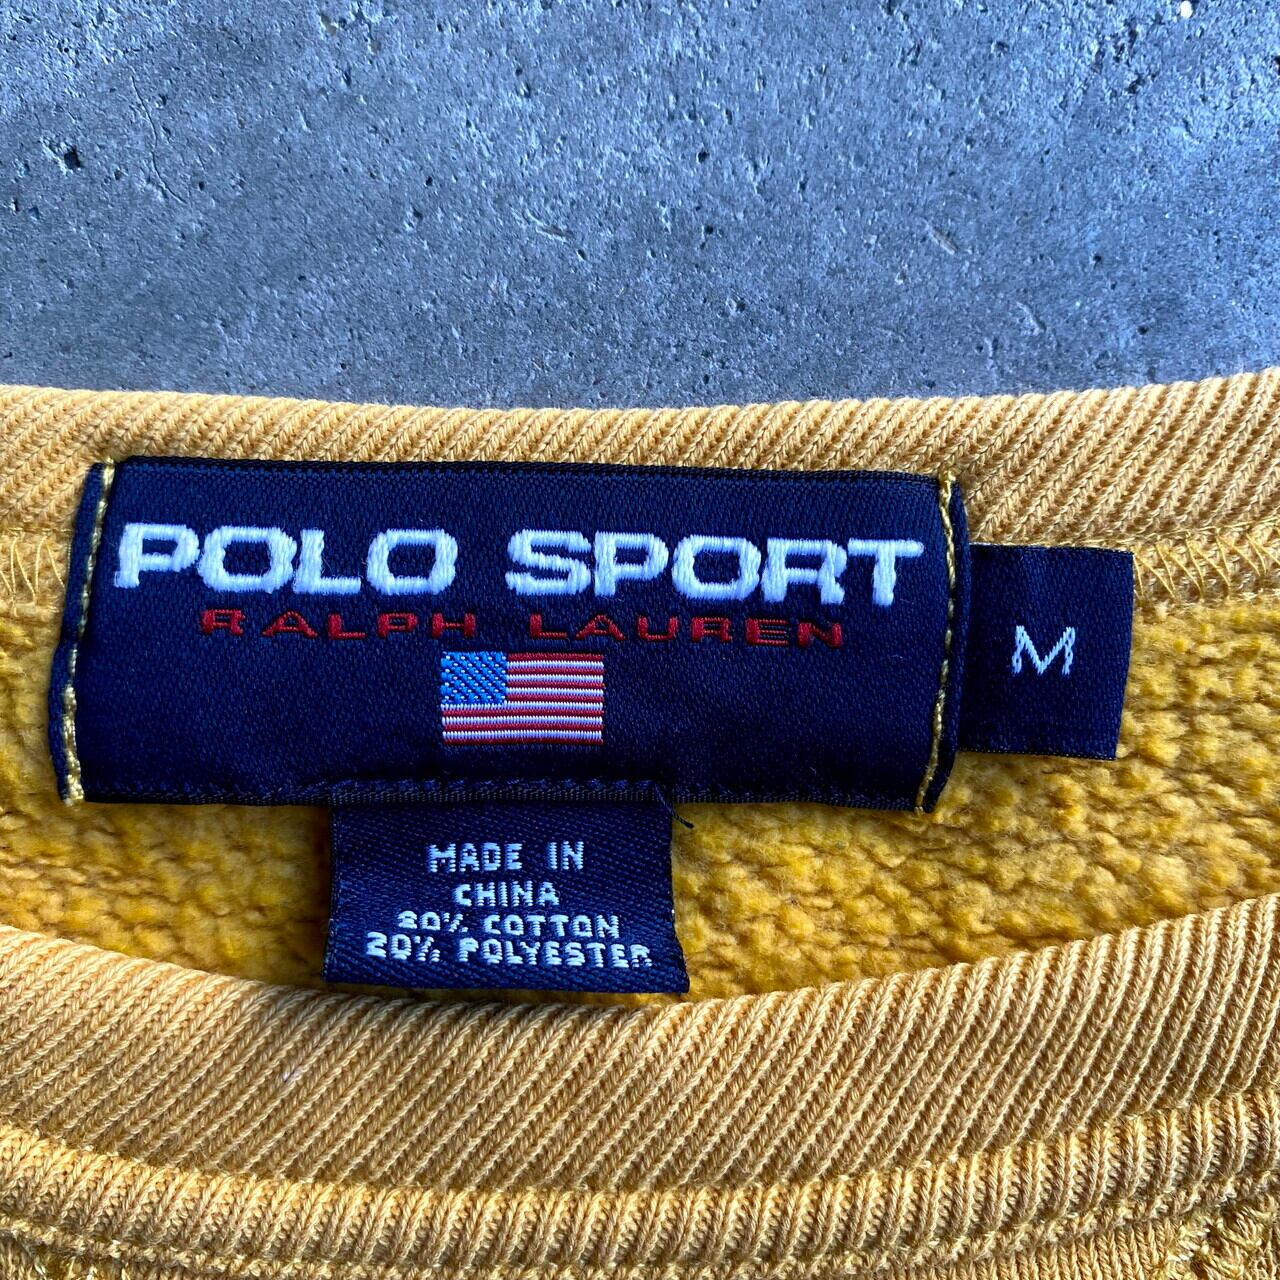 POLO SPORT
RALPH LAUREN
M
MADE IN
CHINA
80% COTTON
20% POLYESTER